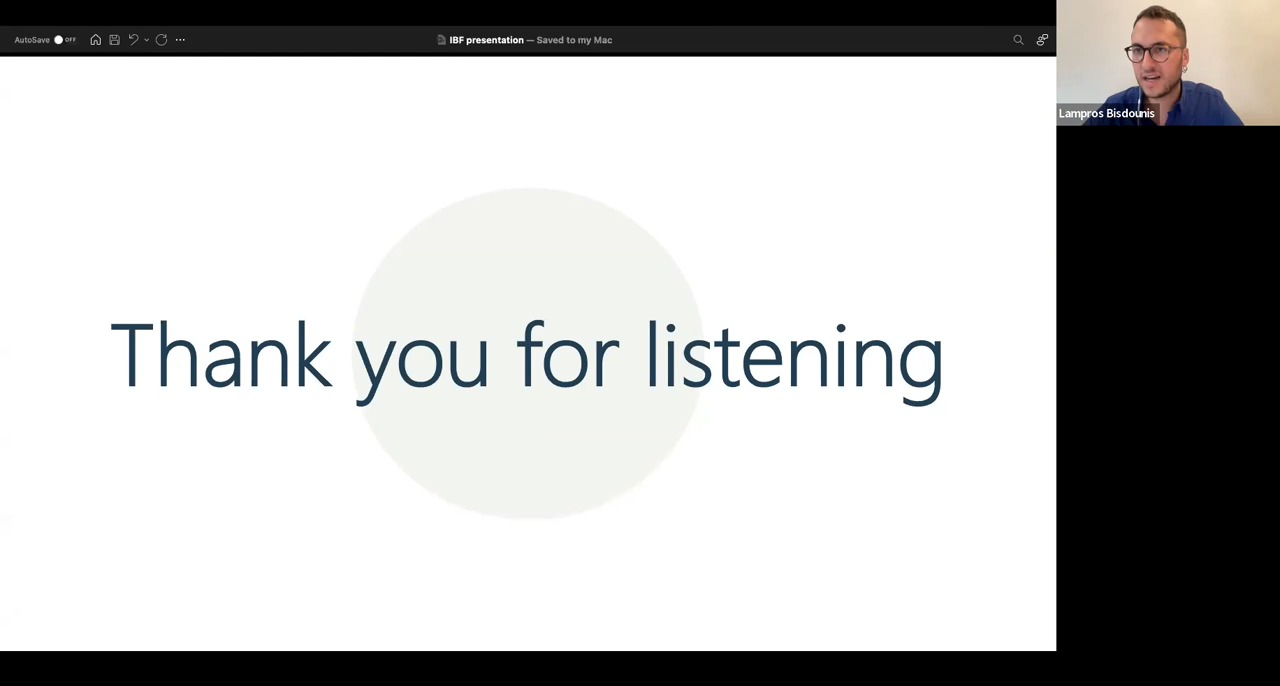 AutoSave OFF
IBF presentation — Saved to my Mac
Lampros Bisdounis
Thank you for listening